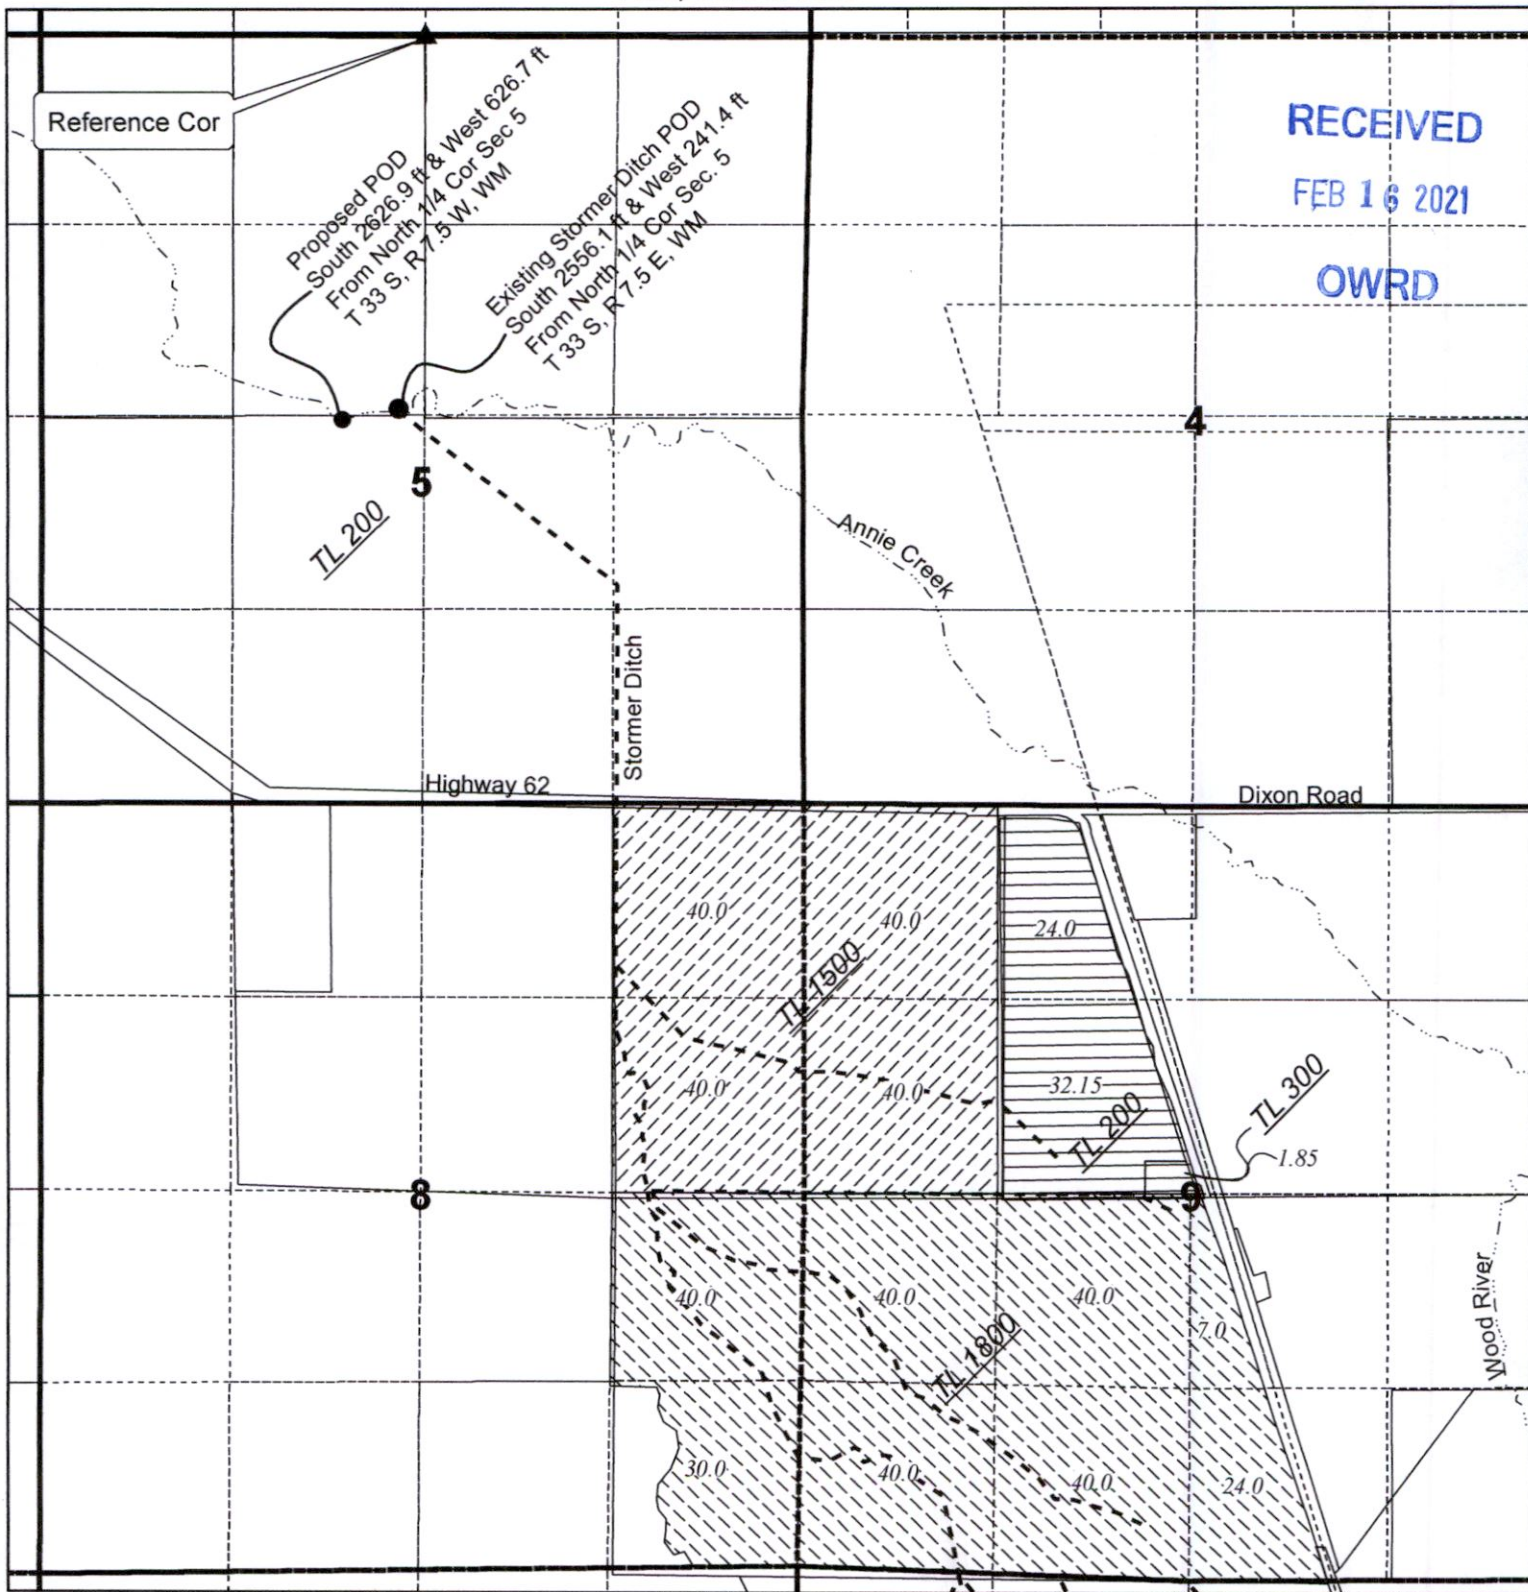 Reference Cor
Proposed POD
South 2626.9 ft & West 626.7 ft
From North 1/4 Cor Sec 5
T 33 S, R 7.5 W, WM
Existing Stormer Ditch POD
South 2556.1 ft & West 241.4 ft
From North 1/4 Cor Sec. 5
T 33 S, R 7.5 E, WM
RECEIVED
FEB 16 2021
OWRD
4
5
TL 200
Annie Creek
Stormer Ditch
Highway 62
Dixon Road
40.0
40.0
24.0
TL 1500
40.0
40.0
32.15
TL 200
TL 300
1.85
8
9
40.0
40.0
40.0
7.0
Wood River
TL 1800
30.0
40.0
40.0
24.0